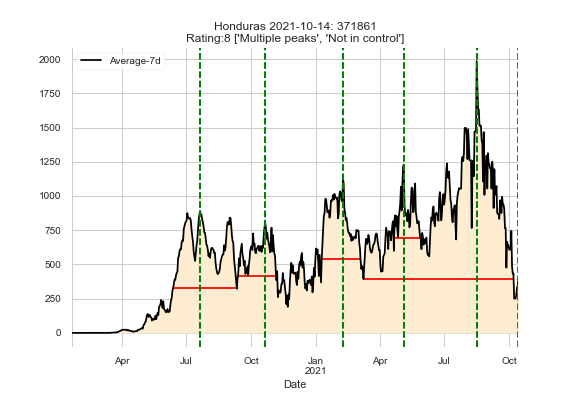 Honduras 2021-10-14: 371861
Rating:8 ['Multiple peaks', 'Not in control']
Average-7d
2000
1750
1500
1250
1000
750
500
250
0
Apr
Jul
Oct
Jan
2021
Apr
Jul
Oct
Date